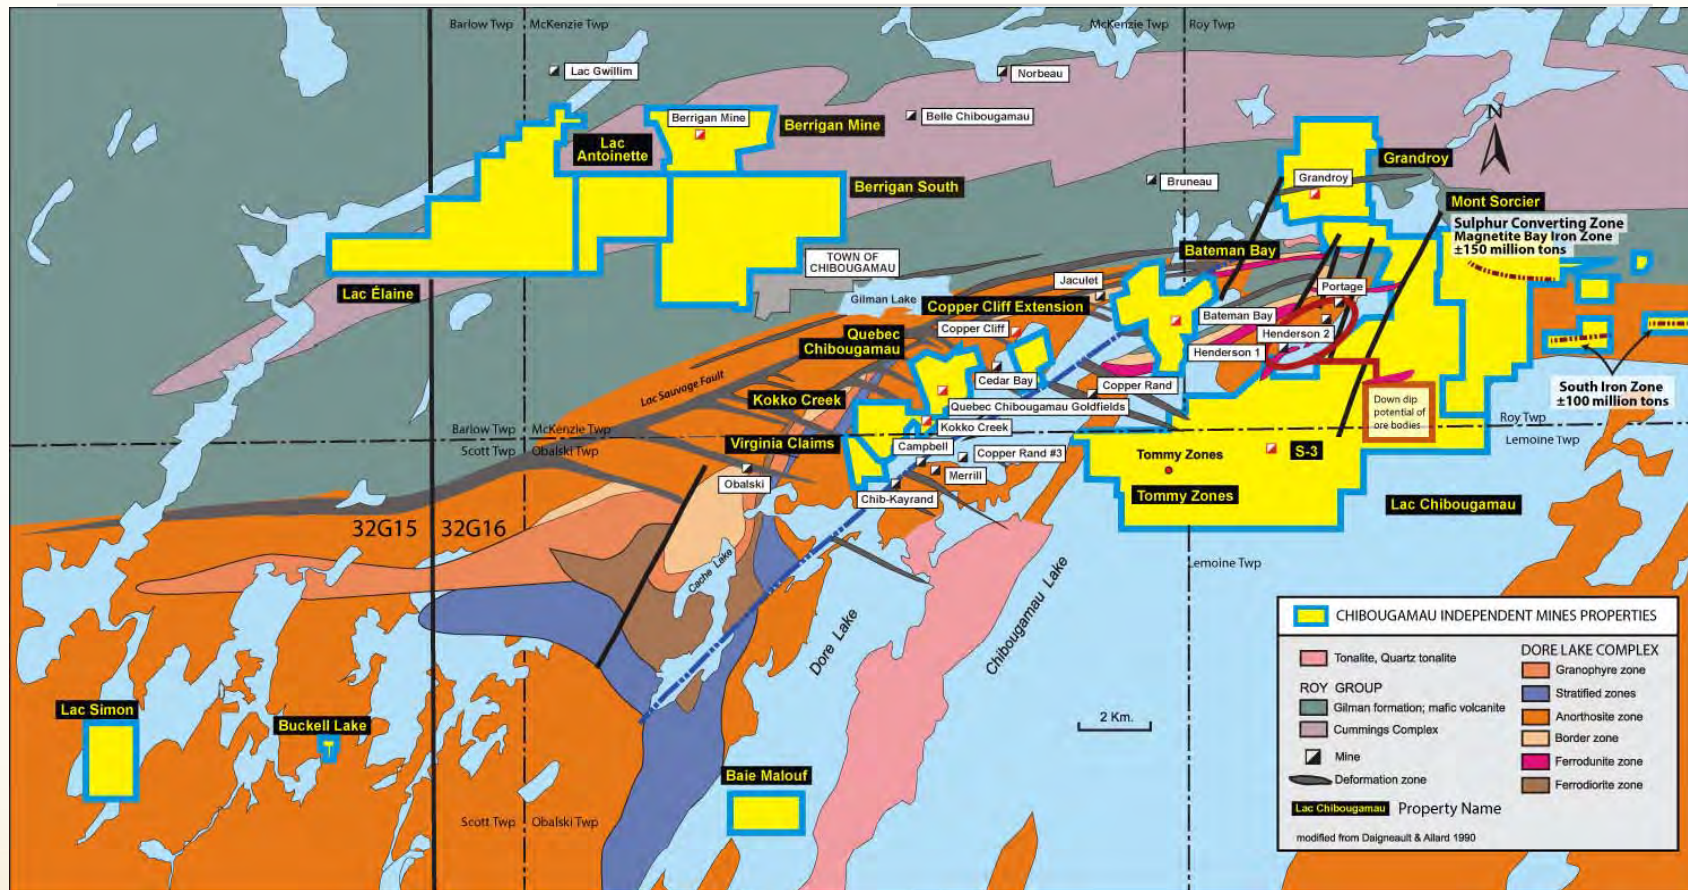 Barlow Twp
McKenzie Twp
McKenzie Twp
Roy Twp
Lac Gwillim
Norbeau
Berrigan Mine
Berrigan Mine
Belle Chibougamau
N
Lac
Antoinette
Grandroy
Grandroy
Berrigan South
Bruneau
Mont Sorcier
Sulphur Converting Zone
Magnetite Bay Iron Zone
±150 million tons
Bateman Bay
TOWN OF
CHIBOUGAMAU
Lac Élaine
Gilman Lake
Jaculet
Portage
Copper Cliff Extension
Bateman Bay
Copper Cliff
Henderson 2
Quebec
Chibougamau
Henderson 1
Cedar Bay
Copper Rand
Lac Sauvage Fault
Kokko Creek
Quebec Chibougamau Goldfields
Down dip
potential of
ore bodies
South Iron Zone
±100 million tons
Roy Twp
Lemoine Twp
Barlow Twp
McKenzie Twp
Kokko Creek
Virginia Claims
Scott Twp
Obalski Twp
Campbell
Copper Rand #3
Tommy Zones
S-3
Obalski
Merrill
Chib-Kayrand
Tommy Zones
Lac Chibougamau
32G15
32G16
Cache Lake
Lemoine Twp
Dore Lake
Chibougamau Lake
Lac Simon
Buckell Lake
Baie Malouf
2 Km.
Scott Twp
Obalski Twp
CHIBOUGAMAU INDEPENDENT MINES PROPERTIES
Tonalite, Quartz tonalite
ROY GROUP
Gilman formation; mafic volcanite
Cummings Complex
Mine
Deformation zone
DORE LAKE COMPLEX
Granophyre zone
Stratified zones
Anorthosite zone
Border zone
Ferrodunite zone
Ferrodiorite zone
Lac Chibougamau
Property Name
modified from Daigneault & Allard 1990